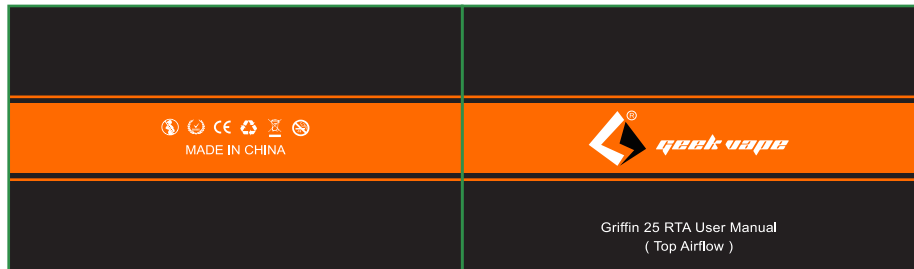 MADE IN CHINA
®
geek vape
Griffin 25 RTA User Manual
( Top Airflow )